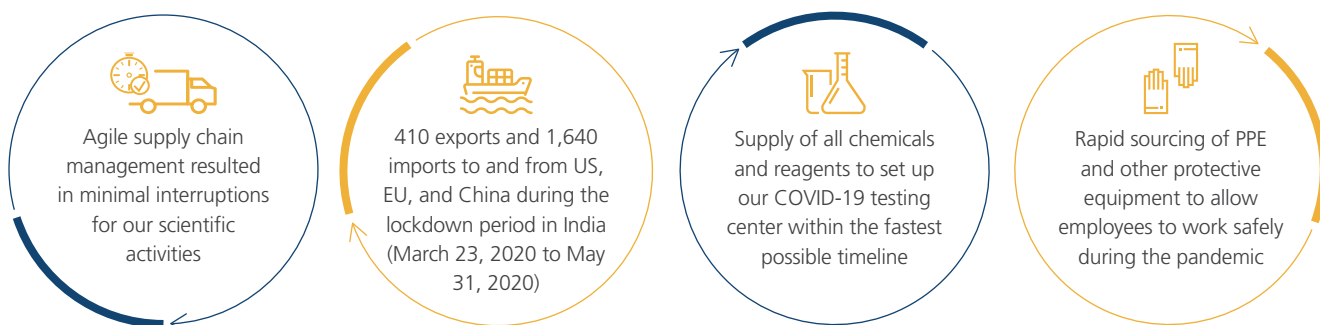 Agile supply chain
management resulted
in minimal interruptions
for our scientific
activities
410 exports and 1,640
imports to and from US,
EU, and China during the
lockdown period in India
(March 23, 2020 to May
31, 2020)
Supply of all chemicals
and reagents to set up
our COVID-19 testing
center within the fastest
possible timeline
Rapid sourcing of PPE
and other protective
equipment to allow
employees to work safely
during the pandemic